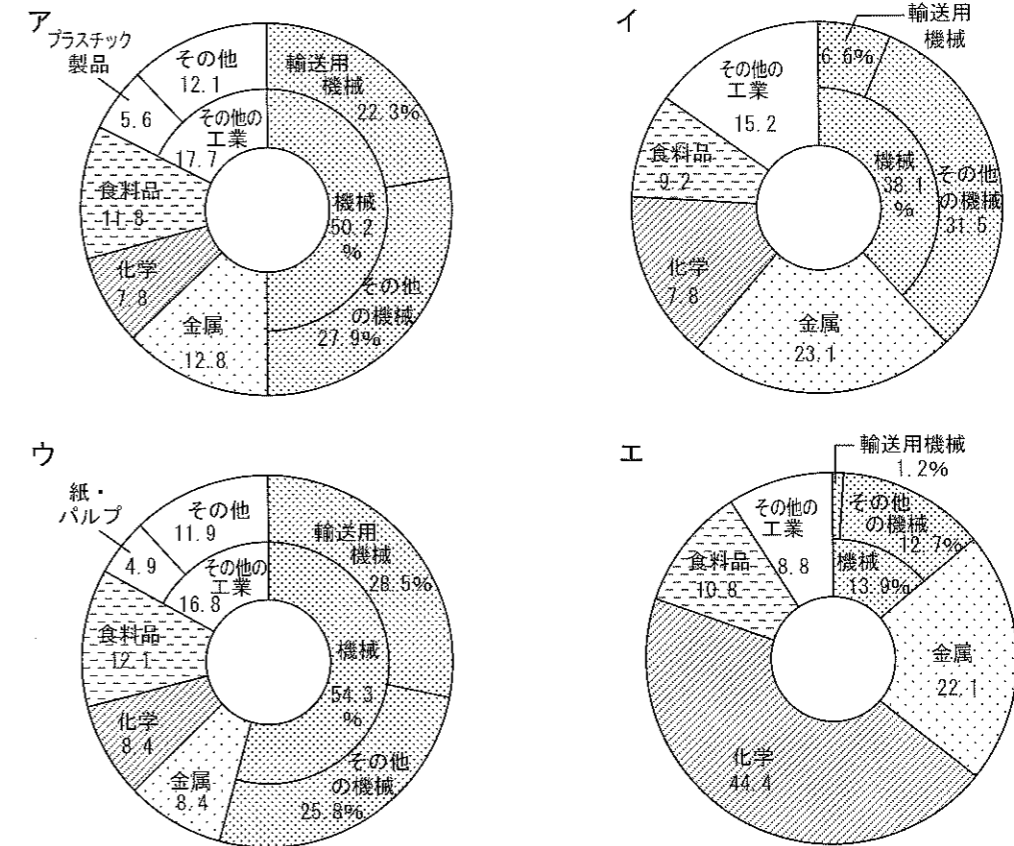 ア
プラスチック
製品
5.6
その他
12.1
その他の
工業
17.7
輸送用
機械
22.3%
機械
50.2
%
その他
の機械
27.9%
食料品
11.8
化学
7.8
金属
12.8
イ
輸送用
機械
6.6%
その他の
工業
15.2
機械
38.1
%
その他
の機械
31.5
食料品
9.2
化学
7.8
金属
23.1
ウ
紙・
パルプ
4.9
その他
11.9
その他の
工業
16.8
輸送用
機械
28.5%
機械
54.3
%
その他
の機械
25.8%
食料品
12.1
化学
8.4
金属
8.4
エ
輸送用機械
1.2%
その他
の機械
12.7%
機械
13.9%
その他の
工業
8.8
食料品
10.8
金属
22.1
化学
44.4